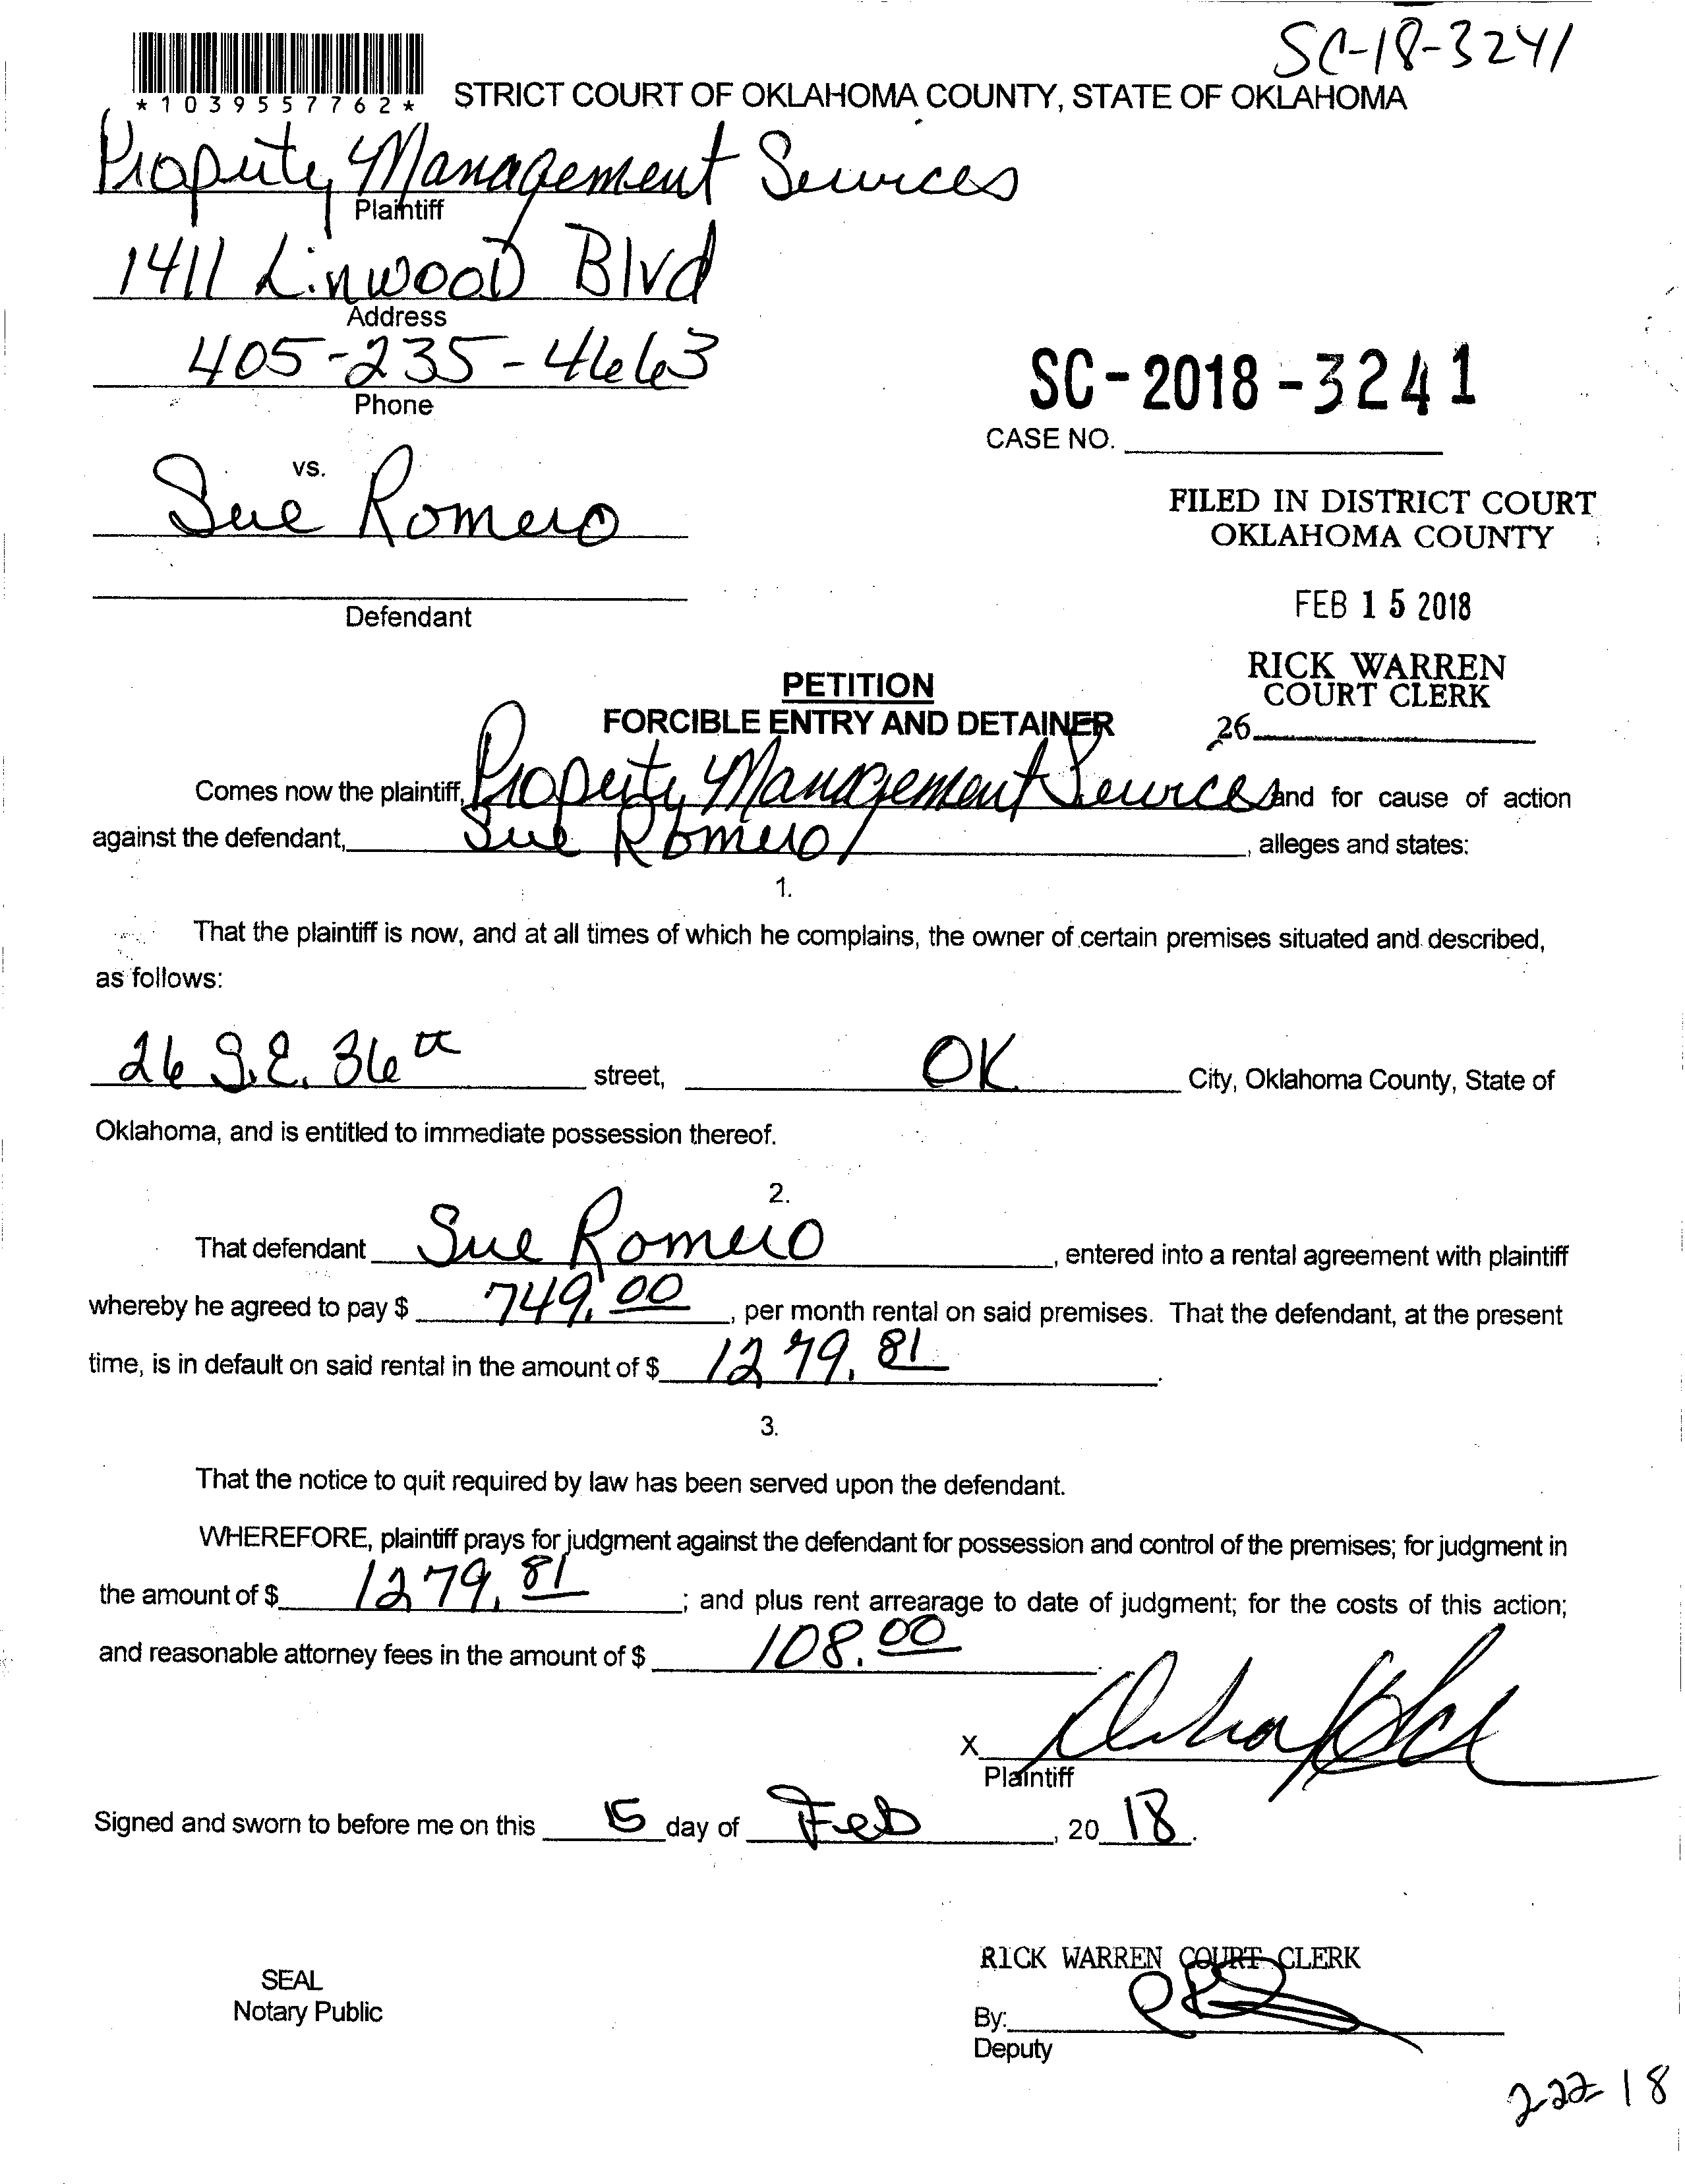 SC-18-3241
*1039557762*
STRICT COURT OF OKLAHOMA COUNTY, STATE OF OKLAHOMA
Property Management Services
Plaintiff
1411 Linwood Blvd
Address
405-235-4663
Phone
SC-2018-3241
CASE NO.
vs.
Sue Romero
FILED IN DISTRICT COURT
OKLAHOMA COUNTY
Defendant
FEB 15 2018
RICK WARREN
COURT CLERK
26
PETITION
FORCIBLE ENTRY AND DETAINER
Comes now the plaintiff, Property Management Services and for cause of action
against the defendant, Sue Romero, alleges and states:
1.
That the plaintiff is now, and at all times of which he complains, the owner of certain premises situated and described,
as follows:
26 S.E. 36th street, OK City, Oklahoma County, State of
Oklahoma, and is entitled to immediate possession thereof.
2.
That defendant Sue Romero, entered into a rental agreement with plaintiff
whereby he agreed to pay $ 749.00, per month rental on said premises. That the defendant, at the present
time, is in default on said rental in the amount of $ 1279.81.
3.
That the notice to quit required by law has been served upon the defendant.
WHEREFORE, plaintiff prays for judgment against the defendant for possession and control of the premises; for judgment in
the amount of $ 1279.81; and plus rent arrearage to date of judgment; for the costs of this action;
and reasonable attorney fees in the amount of $ 108.00
X
Plaintiff
Signed and sworn to before me on this 15 day of Feb, 2018.
RICK WARREN COURT CLERK
SEAL
Notary Public
By:
Deputy
2-22-18